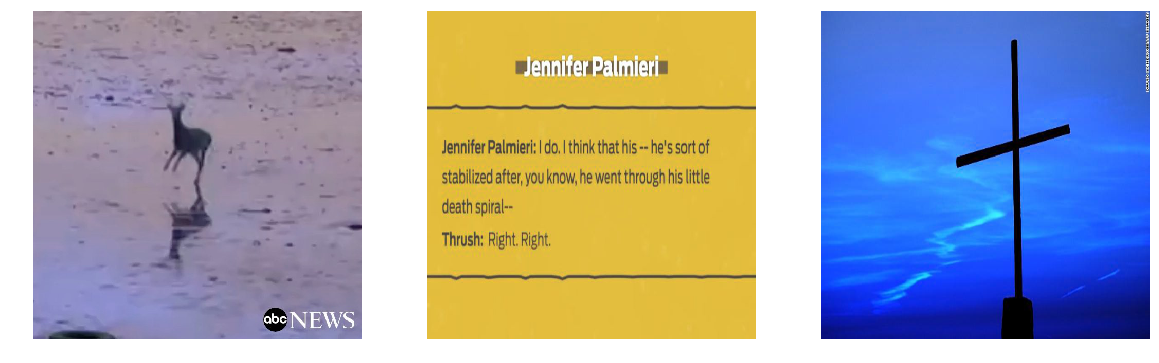 abc NEWS
Jennifer Palmieri
Jennifer Palmieri: I do. I think that his -- he's sort of
stabilized after, you know, he went through his little
death spiral--
Thrush: Right. Right.